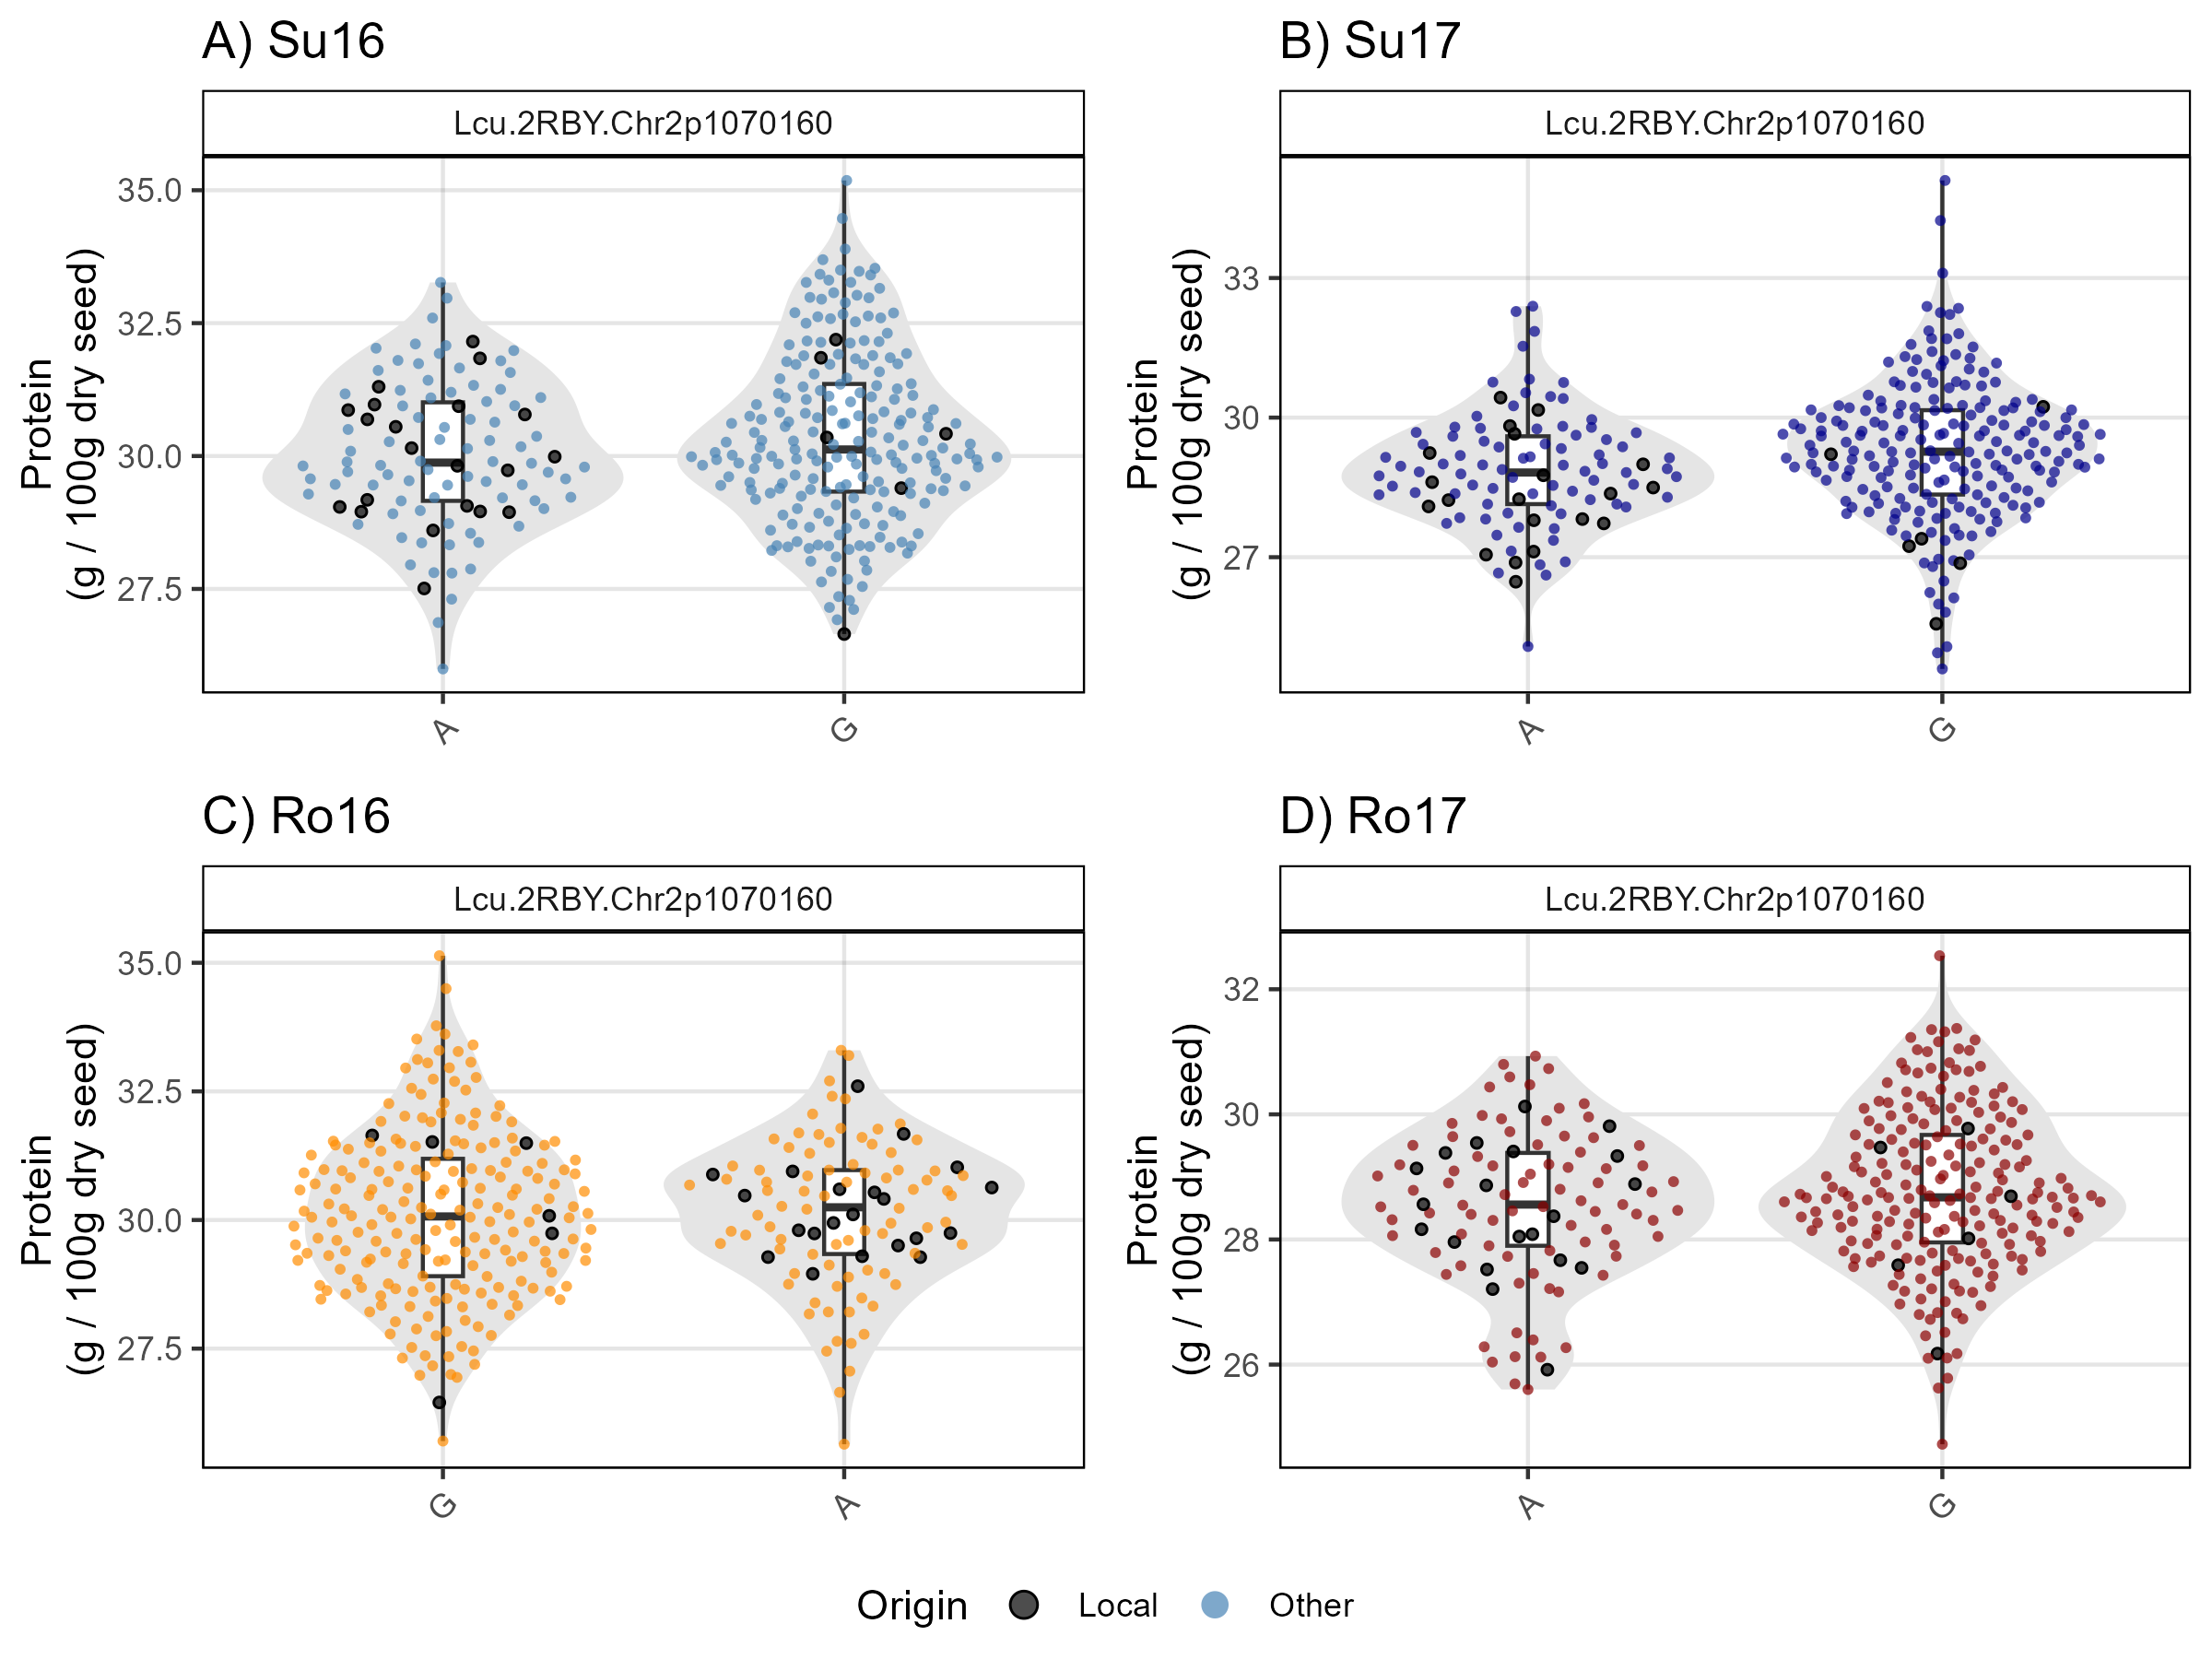 A) Su16
Lcu.2RBY.Chr2p1070160
Protein
(g / 100g dry seed)
35.0
32.5
30.0
27.5
A
G
B) Su17
Lcu.2RBY.Chr2p1070160
Protein
(g / 100g dry seed)
33
30
27
A
G
C) Ro16
Lcu.2RBY.Chr2p1070160
Protein
(g / 100g dry seed)
35.0
32.5
30.0
27.5
G
A
D) Ro17
Lcu.2RBY.Chr2p1070160
Protein
(g / 100g dry seed)
32
30
28
26
A
G
Origin Local Other